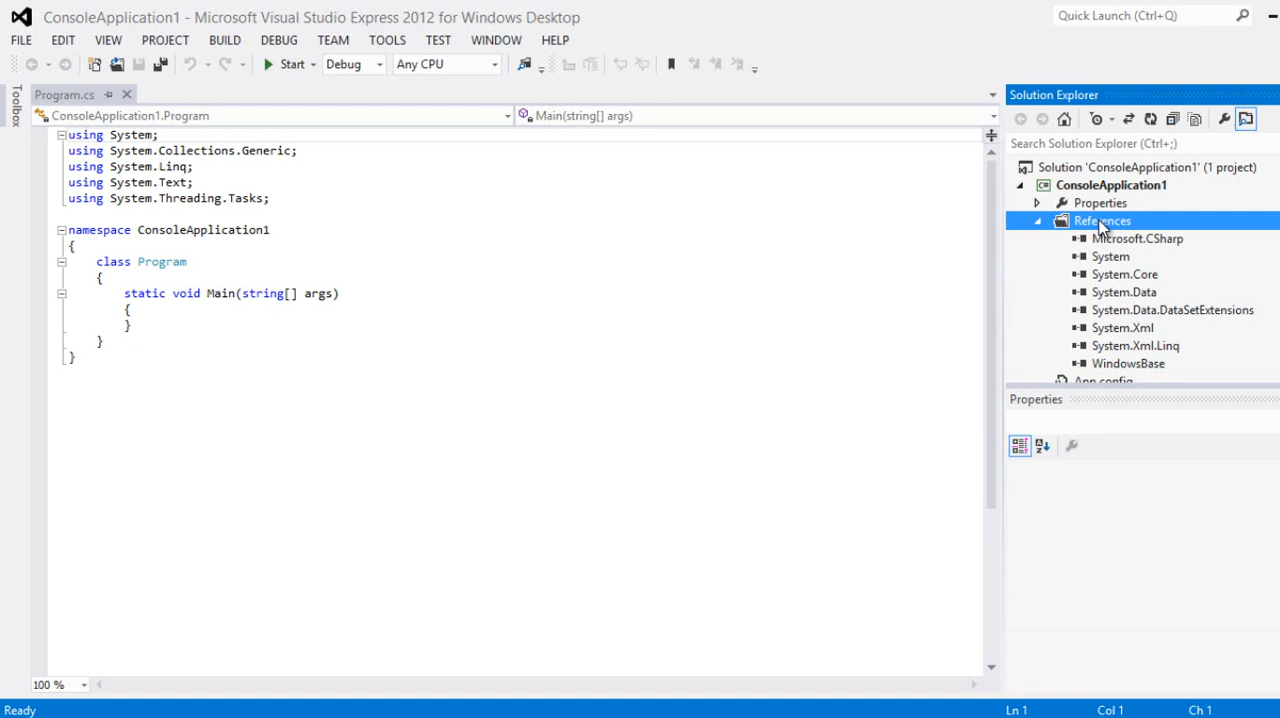 ConsoleApplication1 - Microsoft Visual Studio Express 2012 for Windows Desktop
Quick Launch (Ctrl+Q)
FILE EDIT VIEW PROJECT BUILD DEBUG TEAM TOOLS TEST WINDOW HELP
Start Debug Any CPU
Toolbox
Program.cs
ConsoleApplication1.Program
Main(string[] args)
using System;
using System.Collections.Generic;
using System.Linq;
using System.Text;
using System.Threading.Tasks;
namespace ConsoleApplication1
{
class Program
{
static void Main(string[] args)
{
}
}
}
100 %
Solution Explorer
Search Solution Explorer (Ctrl+;)
Solution 'ConsoleApplication1' (1 project)
C# ConsoleApplication1
Properties
References
Microsoft.CSharp
System
System.Core
System.Data
System.Data.DataSetExtensions
System.Xml
System.Xml.Linq
WindowsBase
App.config
Properties
Ready
Ln 1 Col 1 Ch 1